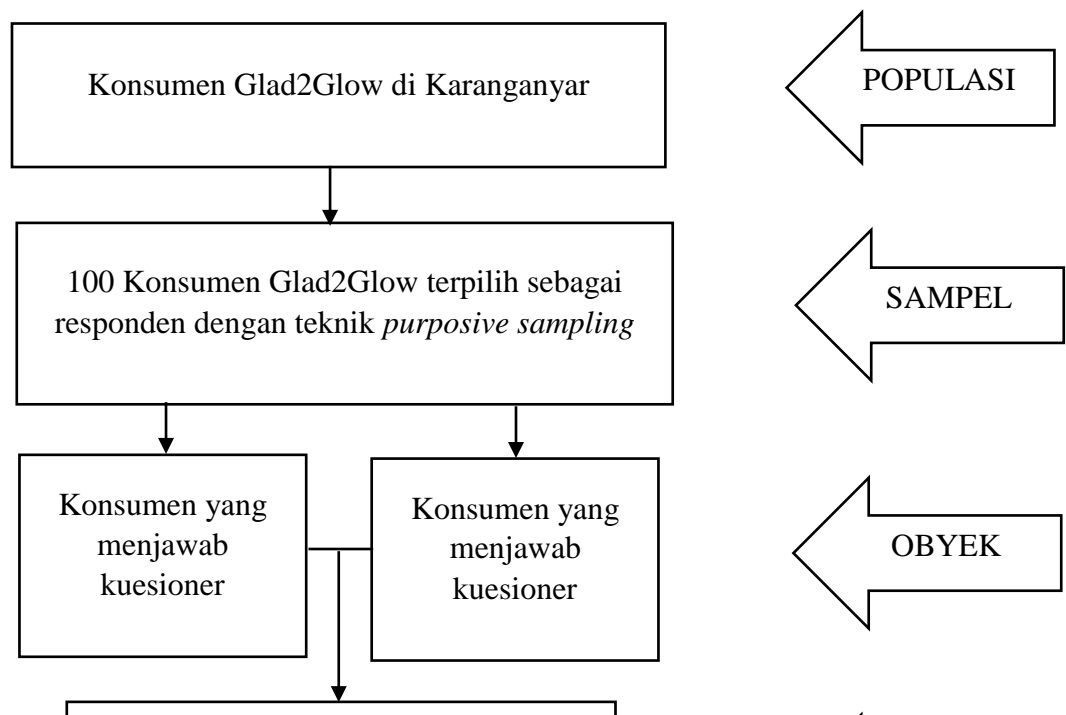 Konsumen Glad2Glow di Karanganyar
POPULASI
100 Konsumen Glad2Glow terpilih sebagai
responden dengan teknik purposive sampling
SAMPEL
Konsumen yang
menjawab
kuesioner
Konsumen yang
menjawab
kuesioner
OBYEK